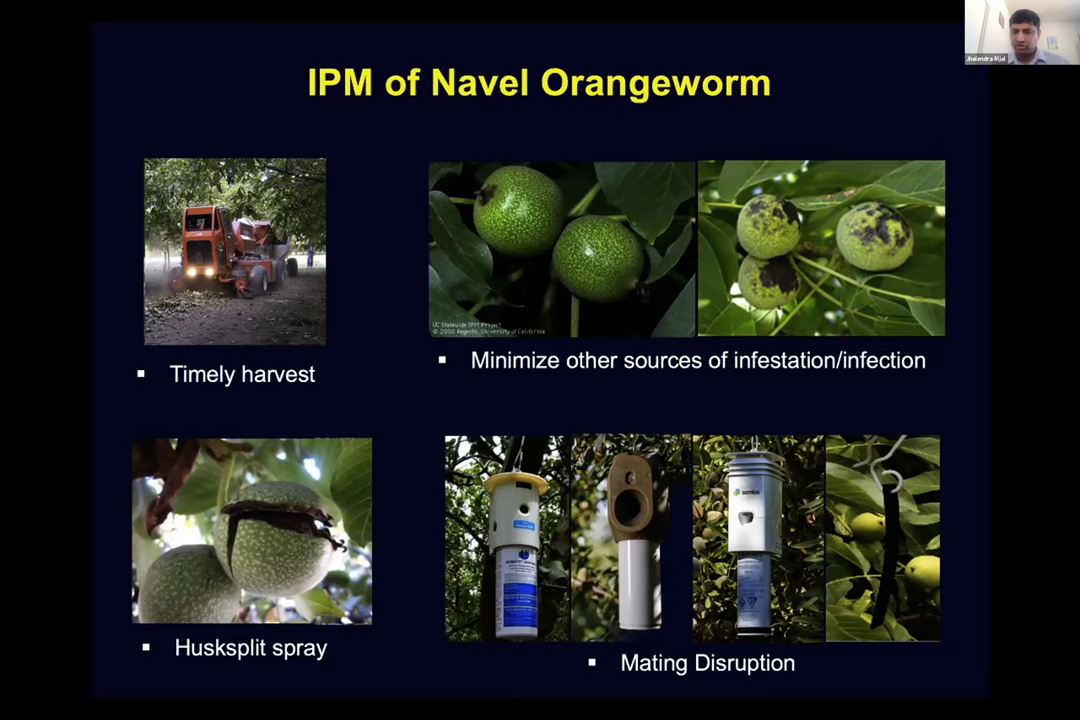 IPM of Navel Orangeworm
Jhalendra Rijal
UC Statewide IPM Project
© 2000 Regents, University of California
▪ Timely harvest
▪ Minimize other sources of infestation/infection
semios
▪ Husksplit spray
▪ Mating Disruption